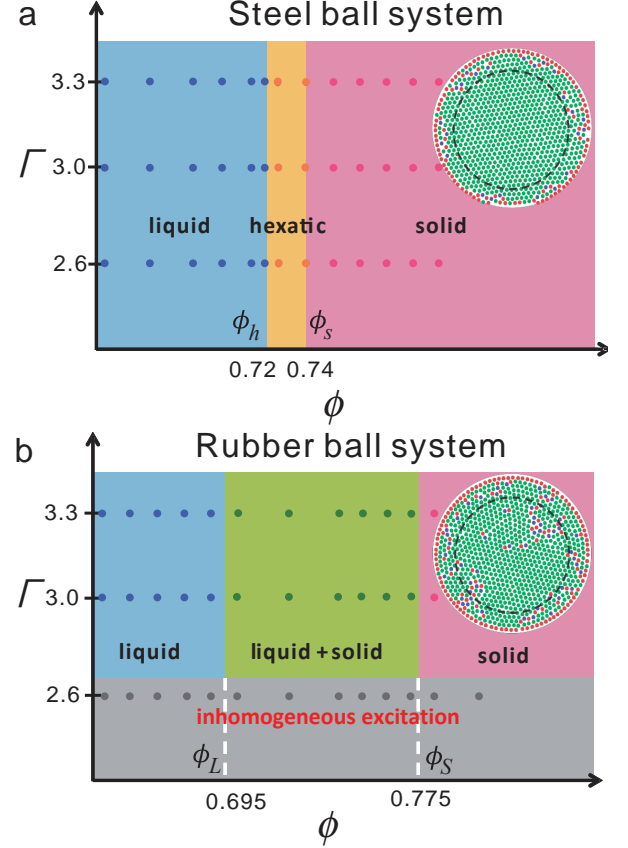 a
Steel ball system
3.3
Γ 3.0
liquid hexatic solid
2.6
ϕh ϕs
0.72 0.74
ϕ
b
Rubber ball system
3.3
Γ 3.0
liquid liquid + solid solid
2.6
inhomogeneous excitation
ϕL ϕS
0.695 0.775
ϕ